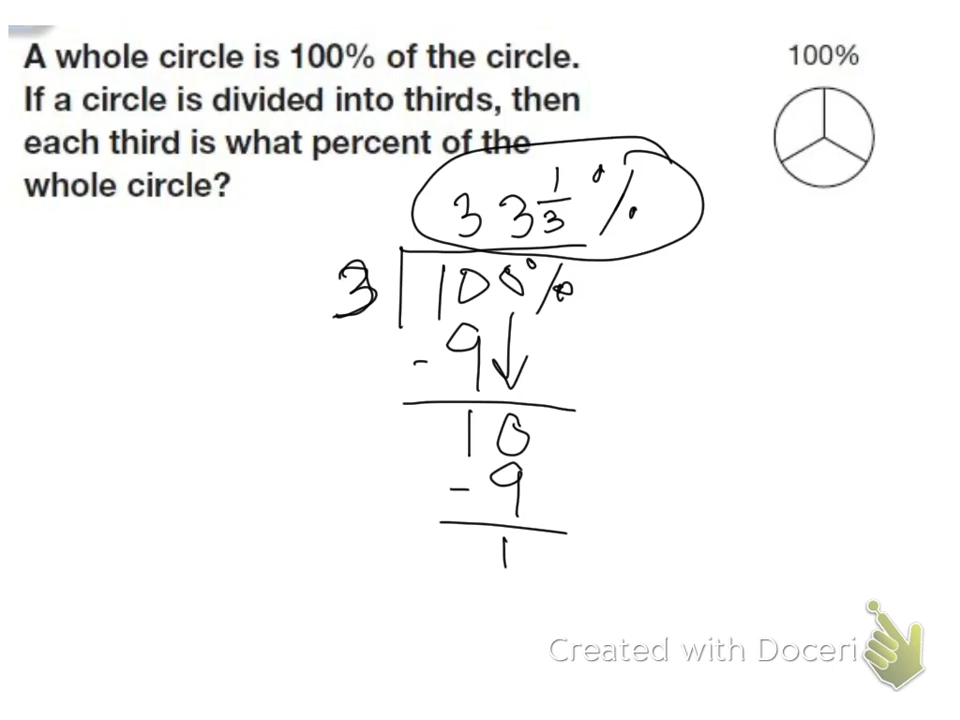 A whole circle is 100% of the circle.
If a circle is divided into thirds, then
each third is what percent of the
whole circle?
100%
33 1/3 %
3 100%
- 9
10
- 9
1
Created with Doceri